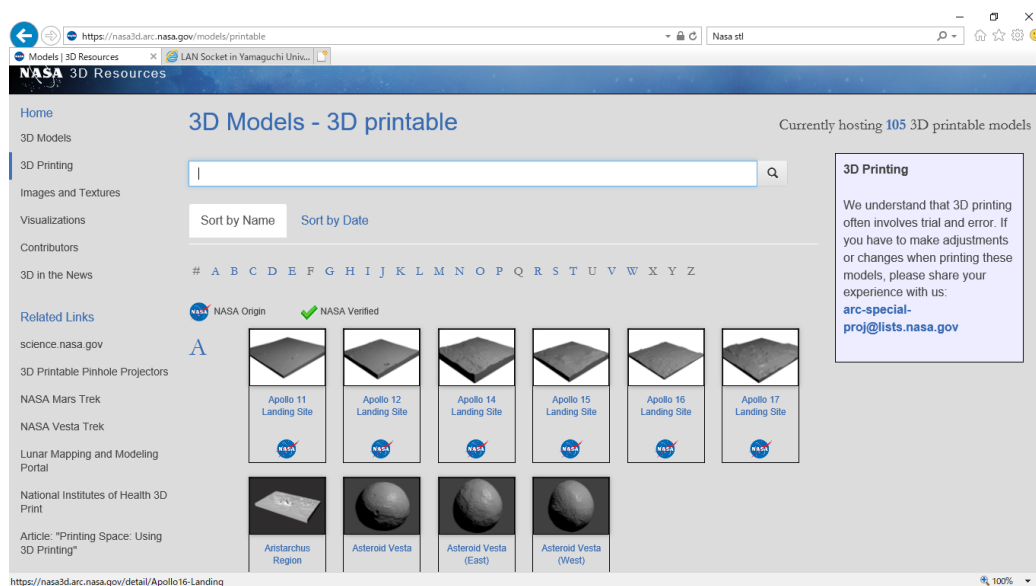 https://nasa3d.arc.nasa.gov/models/printable
Nasa stl
Models | 3D Resources
LAN Socket in Yamaguchi Univ...
NASA 3D Resources
Home
3D Models
3D Printing
Images and Textures
Visualizations
Contributors
3D in the News
Related Links
science.nasa.gov
3D Printable Pinhole Projectors
NASA Mars Trek
NASA Vesta Trek
Lunar Mapping and Modeling
Portal
National Institutes of Health 3D
Print
Article: "Printing Space: Using
3D Printing"
3D Models - 3D printable
Currently hosting 105 3D printable models
Sort by Name Sort by Date
# A B C D E F G H I J K L M N O P Q R S T U V W X Y Z
NASA NASA Origin NASA Verified
A
Apollo 11
Landing Site
NASA
Apollo 12
Landing Site
NASA
Apollo 14
Landing Site
NASA
Apollo 15
Landing Site
NASA
Apollo 16
Landing Site
NASA
Apollo 17
Landing Site
NASA
Aristarchus
Region
Asteroid Vesta
Asteroid Vesta
(East)
Asteroid Vesta
(West)
3D Printing
We understand that 3D printing
often involves trial and error. If
you have to make adjustments
or changes when printing these
models, please share your
experience with us:
arc-special-
proj@lists.nasa.gov
https://nasa3d.arc.nasa.gov/detail/Apollo16-Landing
100%